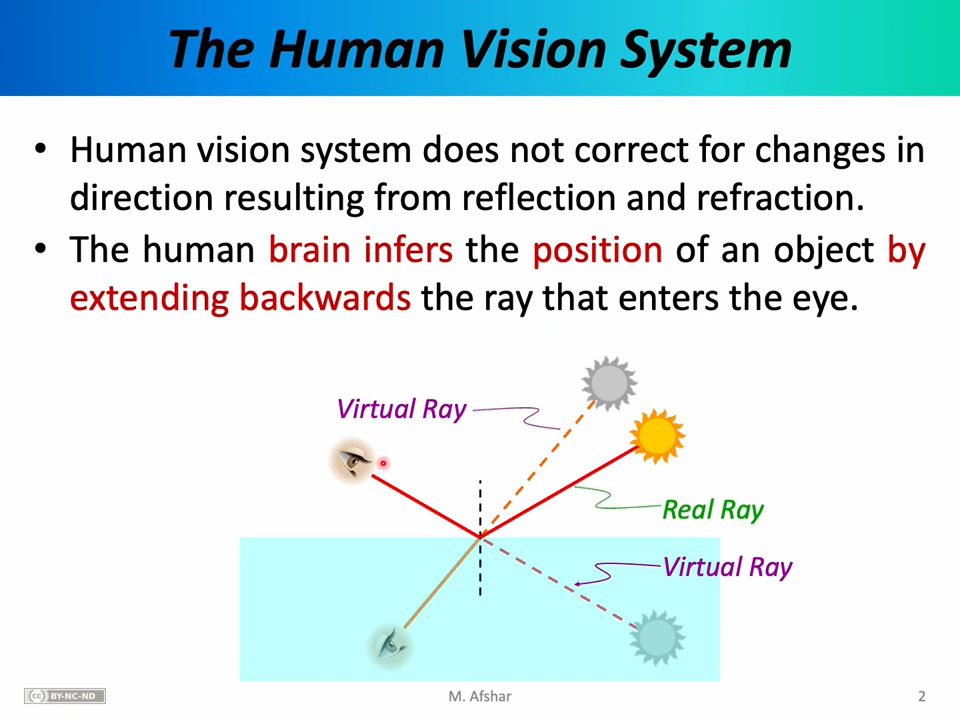 The Human Vision System
• Human vision system does not correct for changes in
direction resulting from reflection and refraction.
• The human brain infers the position of an object by
extending backwards the ray that enters the eye.
Virtual Ray
Real Ray
Virtual Ray
cc BY-NC-ND
M. Afshar
2